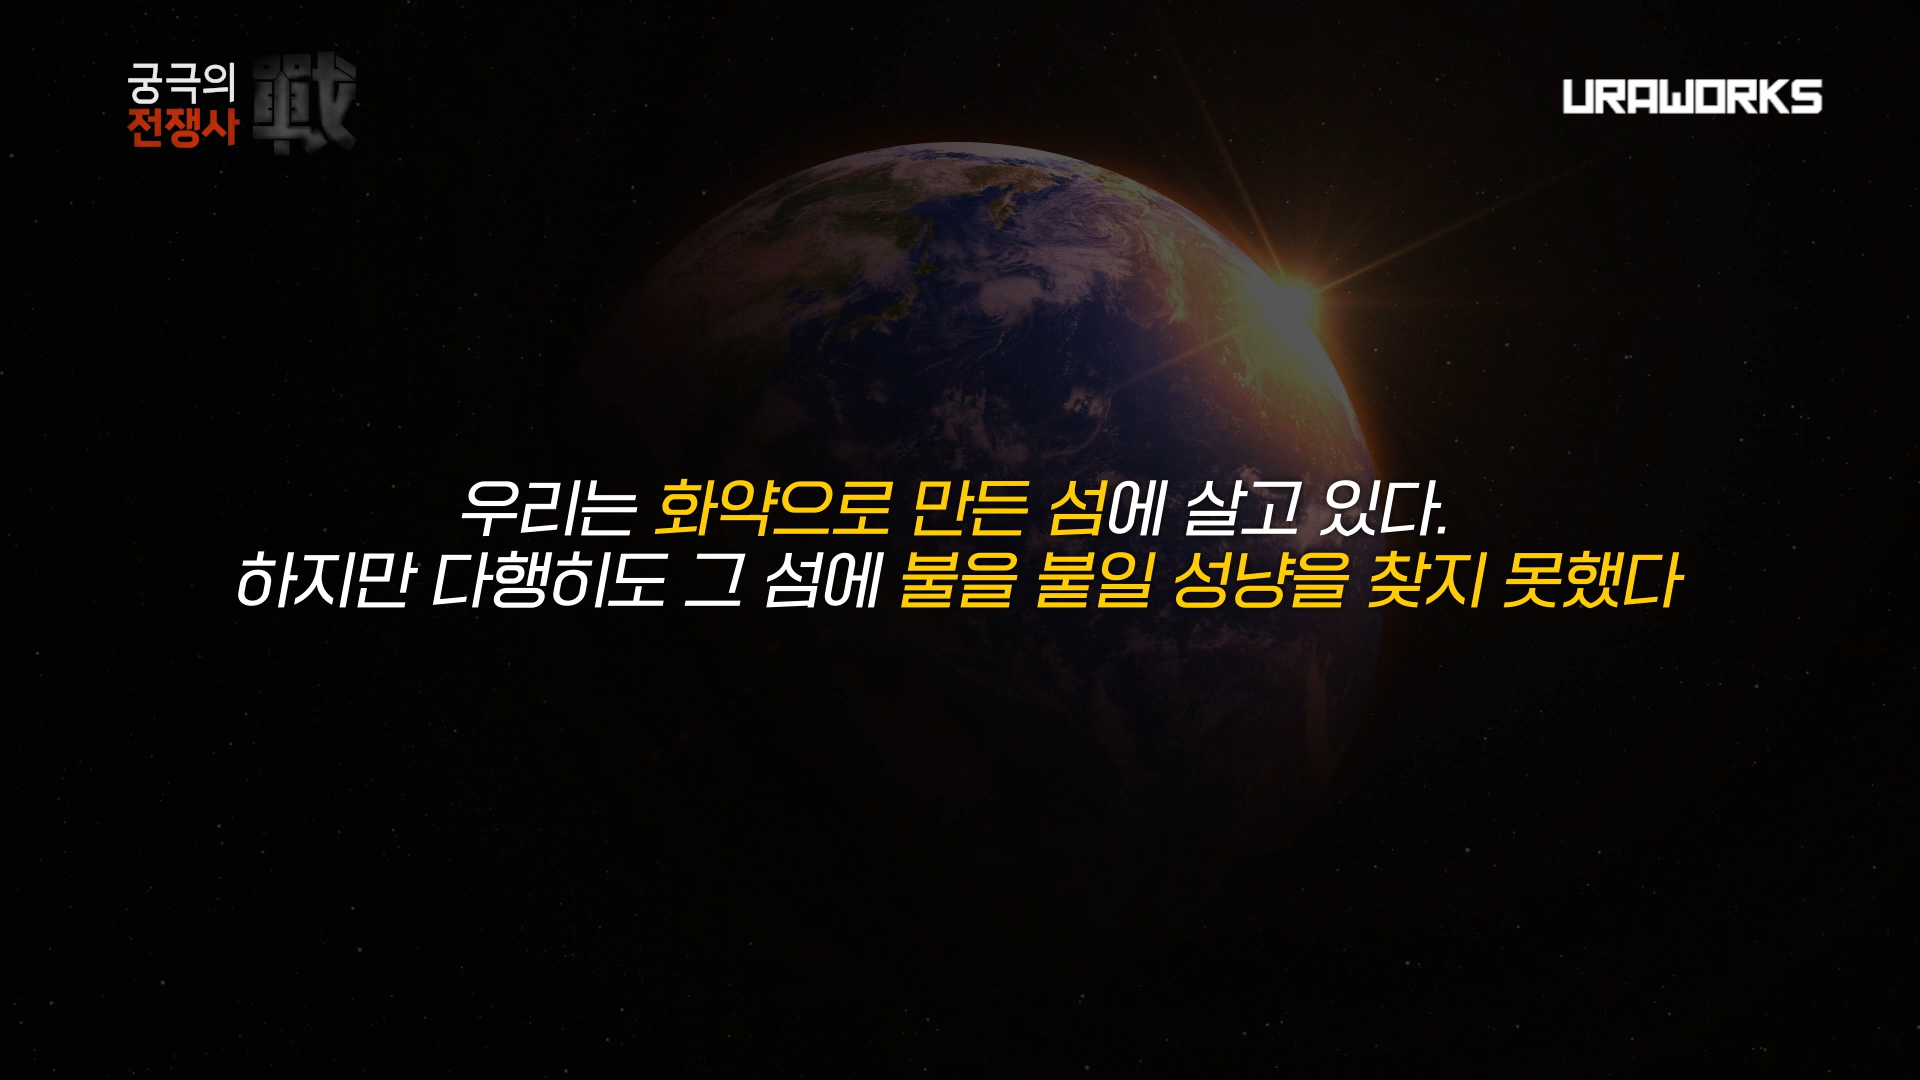 궁극의
전쟁사
戰
URAWORKS
우리는 화약으로 만든 섬에 살고 있다.
하지만 다행히도 그 섬에 불을 붙일 성냥을 찾지 못했다